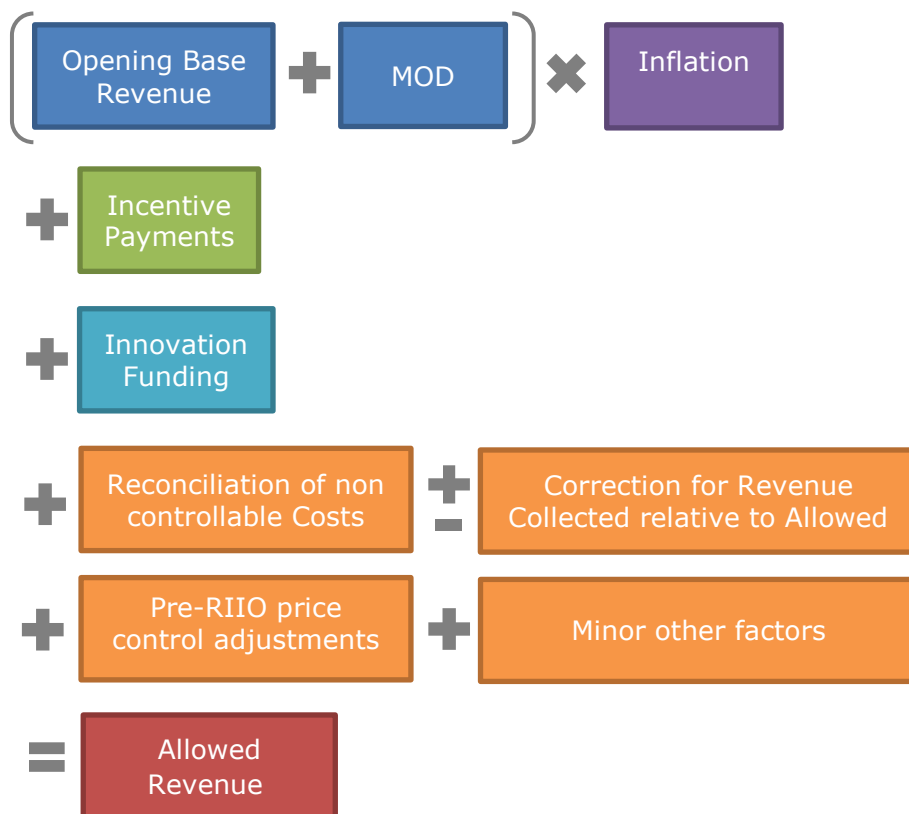 Opening Base
Revenue
+
MOD
×
Inflation
+
Incentive
Payments
+
Innovation
Funding
+
Reconciliation of non
controllable Costs
+
-
Correction for Revenue
Collected relative to Allowed
+
Pre-RIIO price
control adjustments
+
Minor other factors
=
Allowed
Revenue